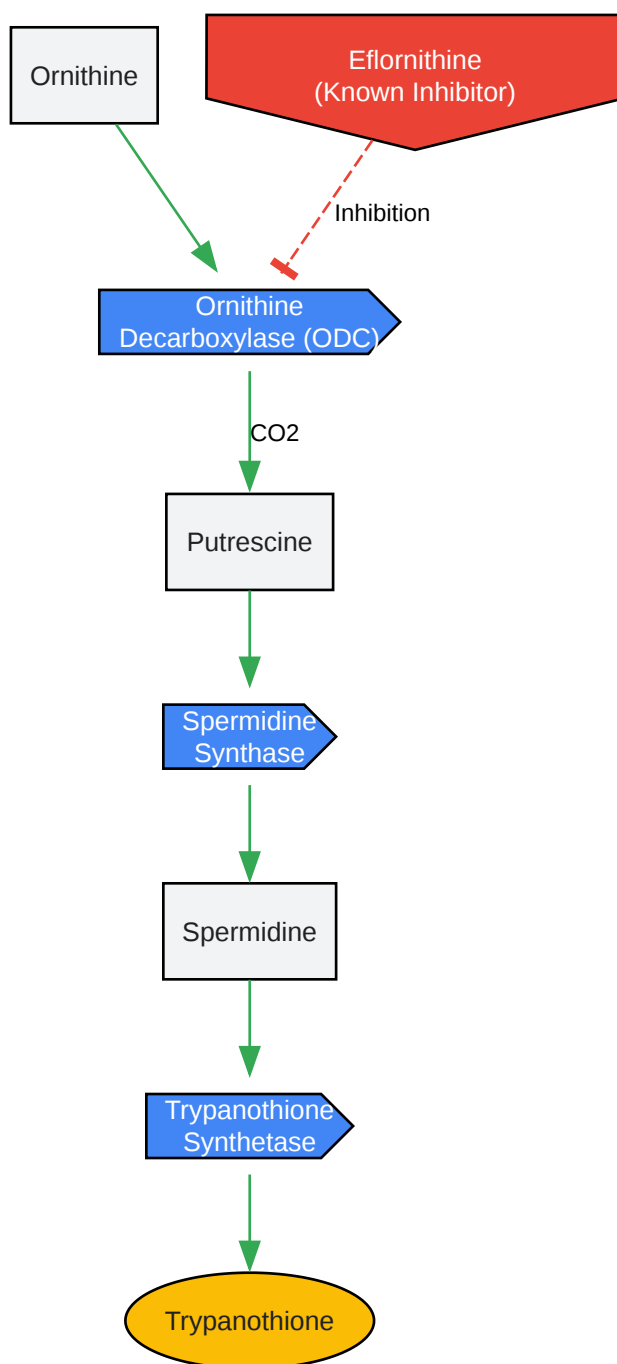 Ornithine
Eflornithine
(Known Inhibitor)
Inhibition
Ornithine
Decarboxylase (ODC)
CO2
Putrescine
Spermidine
Synthase
Spermidine
Trypanothione
Synthetase
Trypanothione